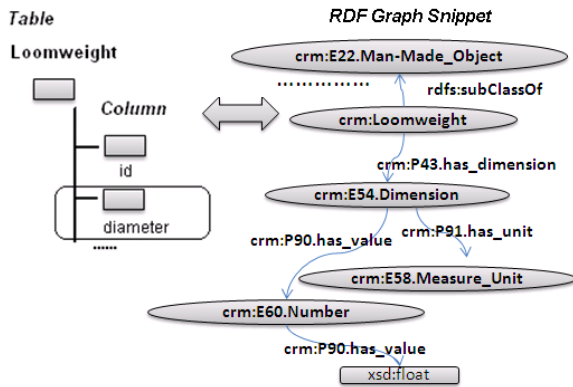 Table
Loomweight
Column
id
diameter
......
RDF Graph Snippet
crm:E22.Man-Made_Object
...............
rdfs:subClassOf
crm:Loomweight
crm:P43.has_dimension
crm:E54.Dimension
crm:P90.has_value
crm:P91.has_unit
crm:E58.Measure_Unit
crm:E60.Number
crm:P90.has_value
xsd:float